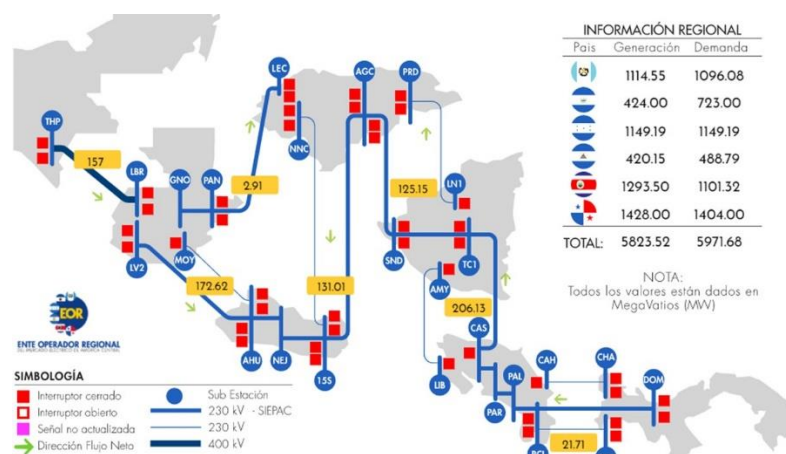 INFORMACIÓN REGIONAL
País Generación Demanda
1114.55 1096.08
424.00 723.00
1149.19 1149.19
420.15 488.79
1293.50 1101.32
1428.00 1404.00
TOTAL: 5823.52 5971.68
NOTA:
Todos los valores están dados en
MegaVatios (MW)
LEC
AGC
PRD
THP
NNC
157
LBR
GNO
PAN
2.91
125.15
LN1
MOY
LV2
SND
TC1
AMY
172.62
131.01
206.13
EOR
ENTE OPERADOR REGIONAL
AHU
NEJ
15S
LIB
CAS
PAL
PAR
CAH
CHA
DOM
21.71
SIMBOLOGÍA
Interruptor cerrado
Interruptor abierto
Señal no actualizada
Dirección Flujo Neto
Sub Estación
230 kV - SIEPAC
230 kV
400 kV